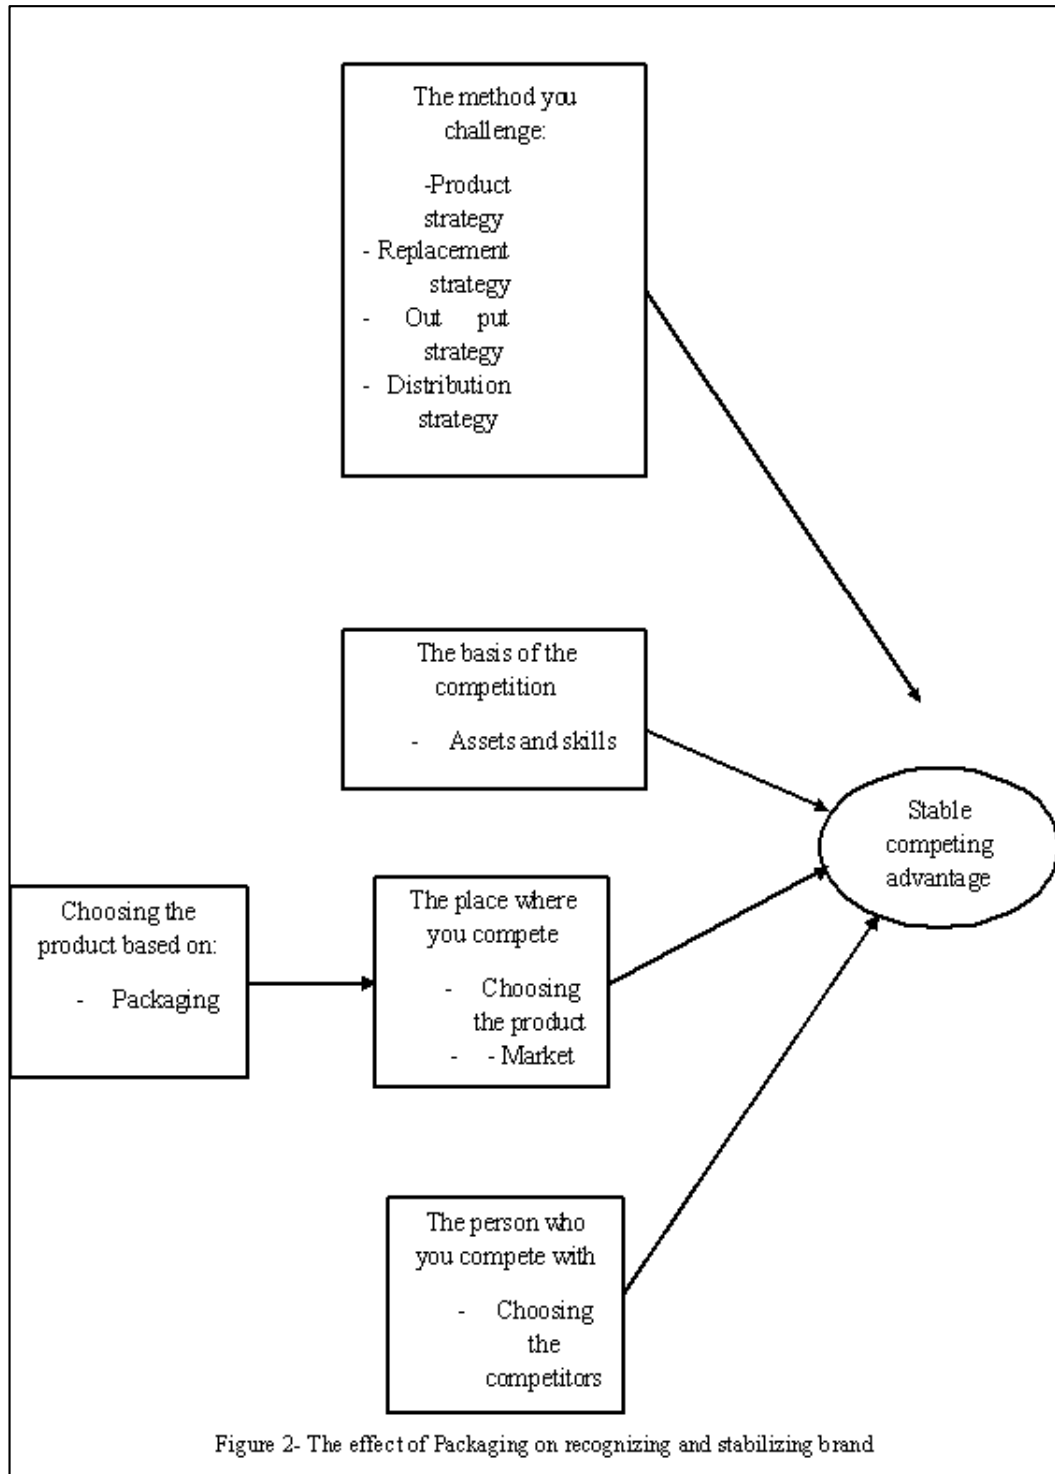 The method you
challenge:
-Product
strategy
- Replacement
strategy
- Out put
strategy
- Distribution
strategy
The basis of the
competition
- Assets and skills
Stable
competing
advantage
Choosing the
product based on:
- Packaging
The place where
you compete
- Choosing
the product
- - Market
The person who
you compete with
- Choosing
the
competitors
Figure 2- The effect of Packaging on recognizing and stabilizing brand